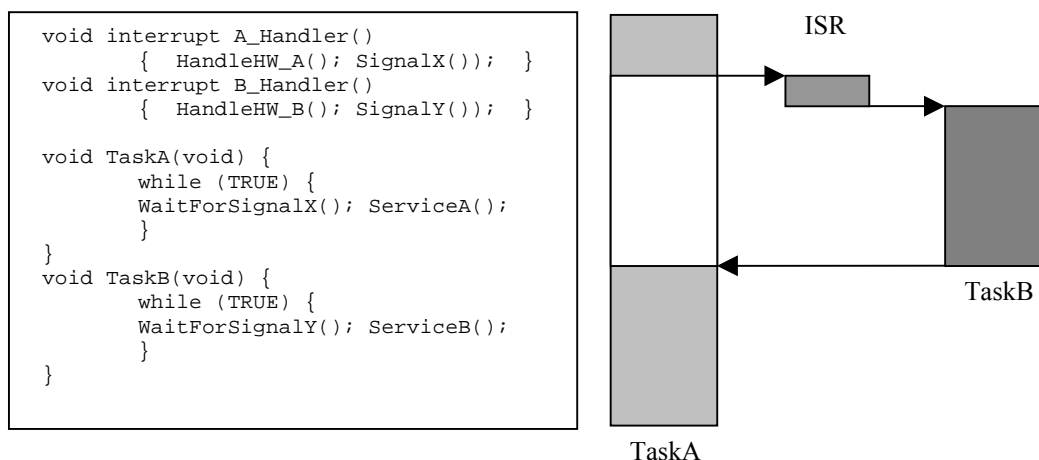 void interrupt A_Handler()
{ HandleHW_A(); SignalX()); }
void interrupt B_Handler()
{ HandleHW_B(); SignalY()); }
void TaskA(void) {
while (TRUE) {
WaitForSignalX(); ServiceA();
}
}
void TaskB(void) {
while (TRUE) {
WaitForSignalY(); ServiceB();
}
}
ISR
TaskB
TaskA